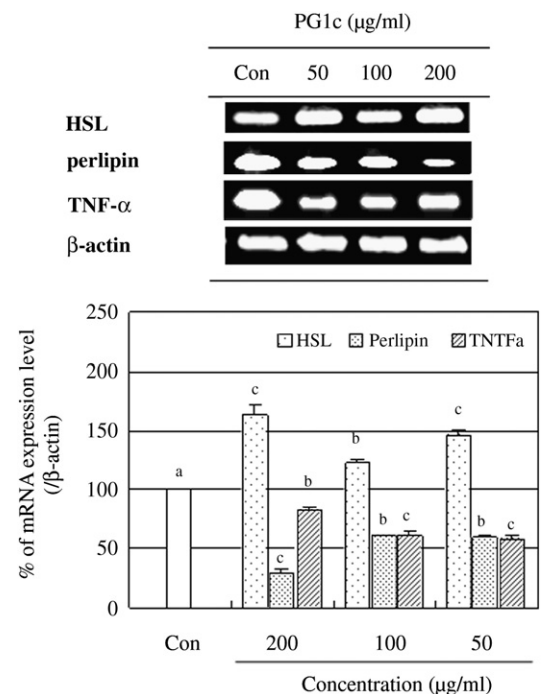 PG1c (µg/ml)
Con 50 100 200
HSL
perlipin
TNF-α
β-actin
250
HSL Perlipin TNTFa
200
c
c
150
b
a
100
b
b c
b c
50
c
0
% of mRNA expression level
(/β-actin)
Con 200 100 50
Concentration (µg/ml)